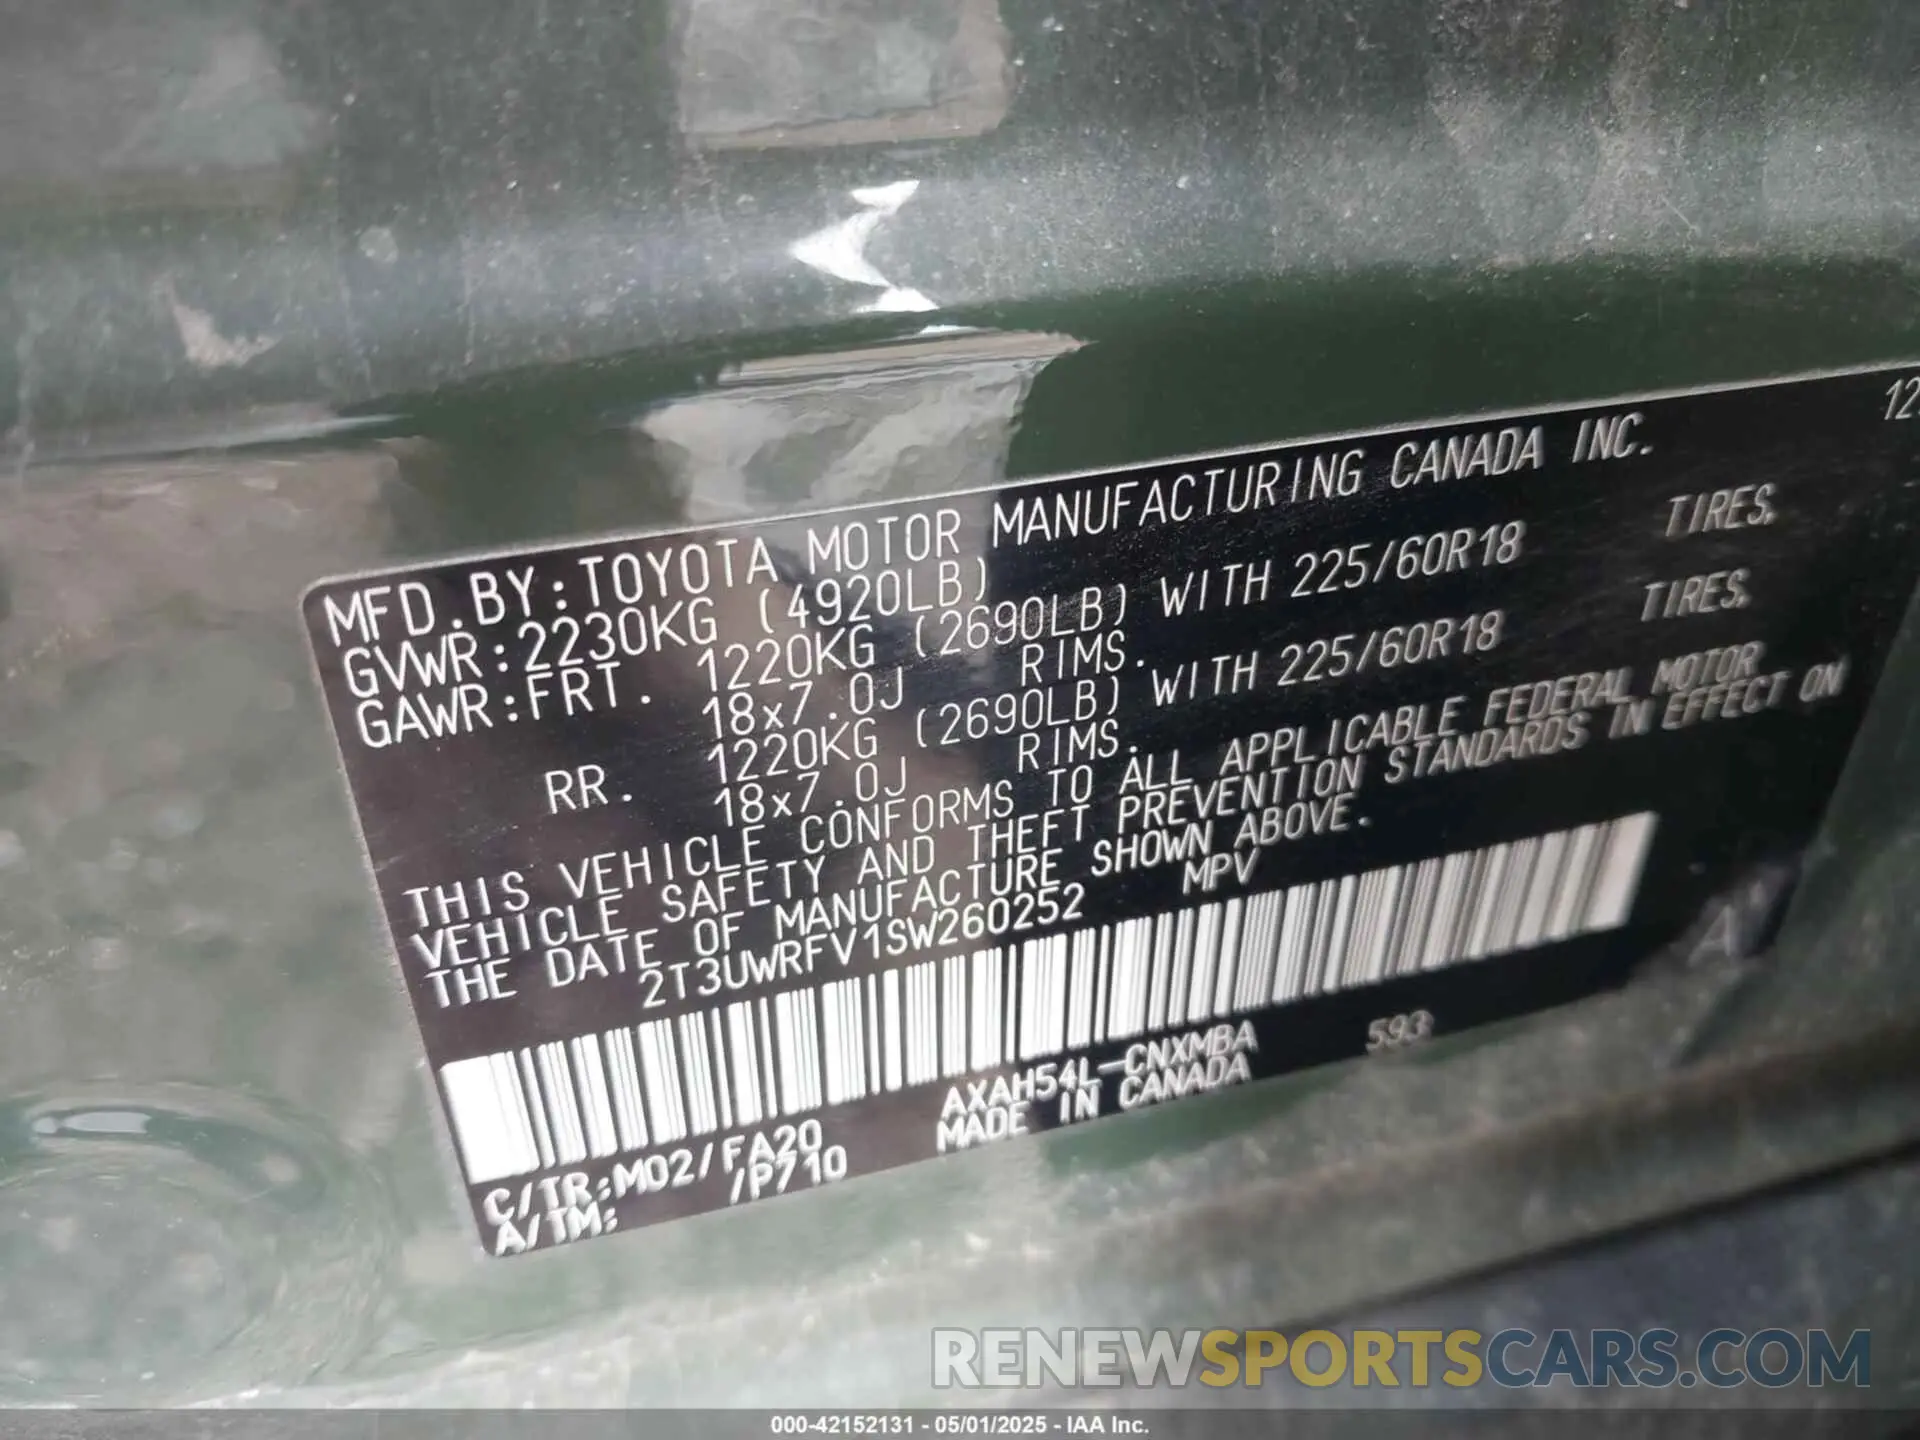 12
MFD.BY:TOYOTA MOTOR MANUFACTURING CANADA INC.
GVWR:2230KG (4920LB)
GAWR:FRT. 1220KG (2690LB) WITH 225/60R18 TIRES,
18x7.0J RIMS.
RR. 1220KG (2690LB) WITH 225/60R18 TIRES,
18x7.0J RIMS.
THIS VEHICLE CONFORMS TO ALL APPLICABLE FEDERAL MOTOR
VEHICLE SAFETY AND THEFT PREVENTION STANDARDS IN EFFECT ON
THE DATE OF MANUFACTURE SHOWN ABOVE.
2T3UWRFV1SW260252 MPV
A
AXAH54L-CNXMBA 593
C/TR:M02/FA20 MADE IN CANADA
A/TM: /P710
RENEWSPORTSCARS.COM
000-42152131 - 05/01/2025 - IAA Inc.